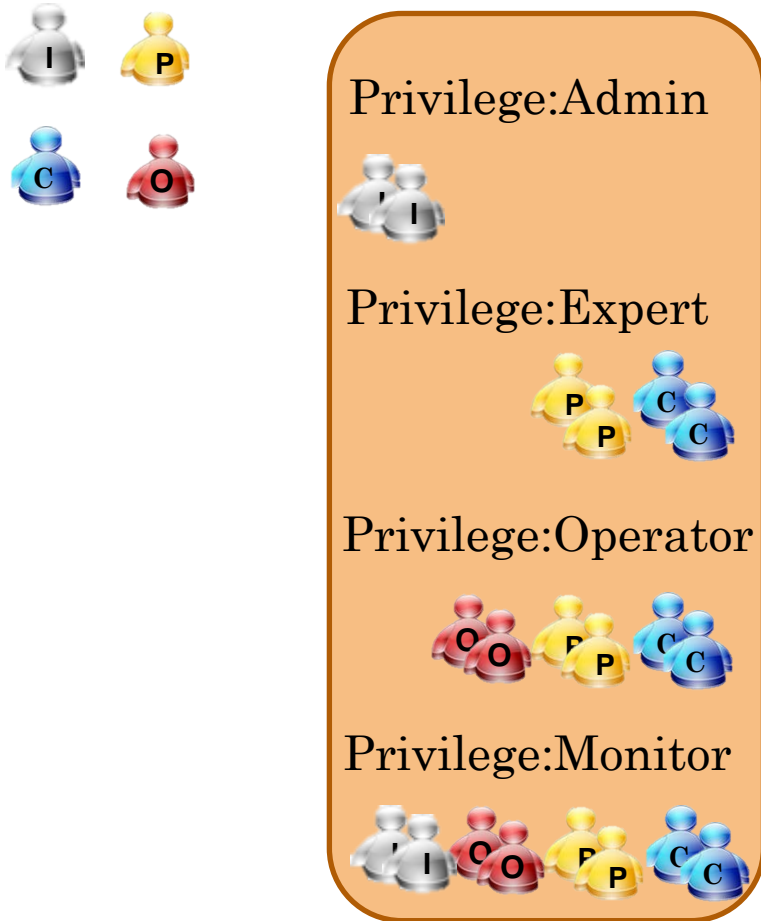 I P
C O
Privilege:Admin
I I
Privilege:Expert
P C
P C
Privilege:Operator
O P C
O P C
Privilege:Monitor
I O P C
I O P C